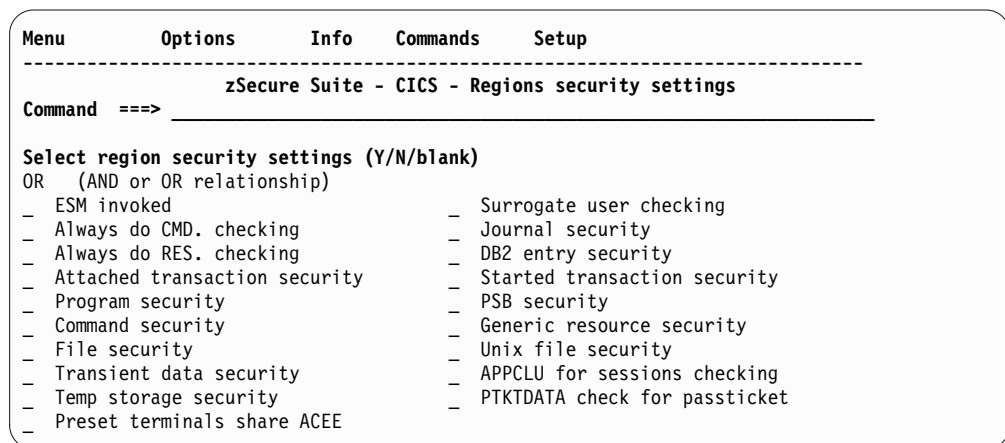 Menu Options Info Commands Setup
-------------------------------------------------------------------------------
zSecure Suite - CICS - Regions security settings
Command ===> __________________________________________________________________
Select region security settings (Y/N/blank)
OR (AND or OR relationship)
_ ESM invoked _ Surrogate user checking
_ Always do CMD. checking _ Journal security
_ Always do RES. checking _ DB2 entry security
_ Attached transaction security _ Started transaction security
_ Program security _ PSB security
_ Command security _ Generic resource security
_ File security _ Unix file security
_ Transient data security _ APPCLU for sessions checking
_ Temp storage security _ PTKTDATA check for passticket
_ Preset terminals share ACEE